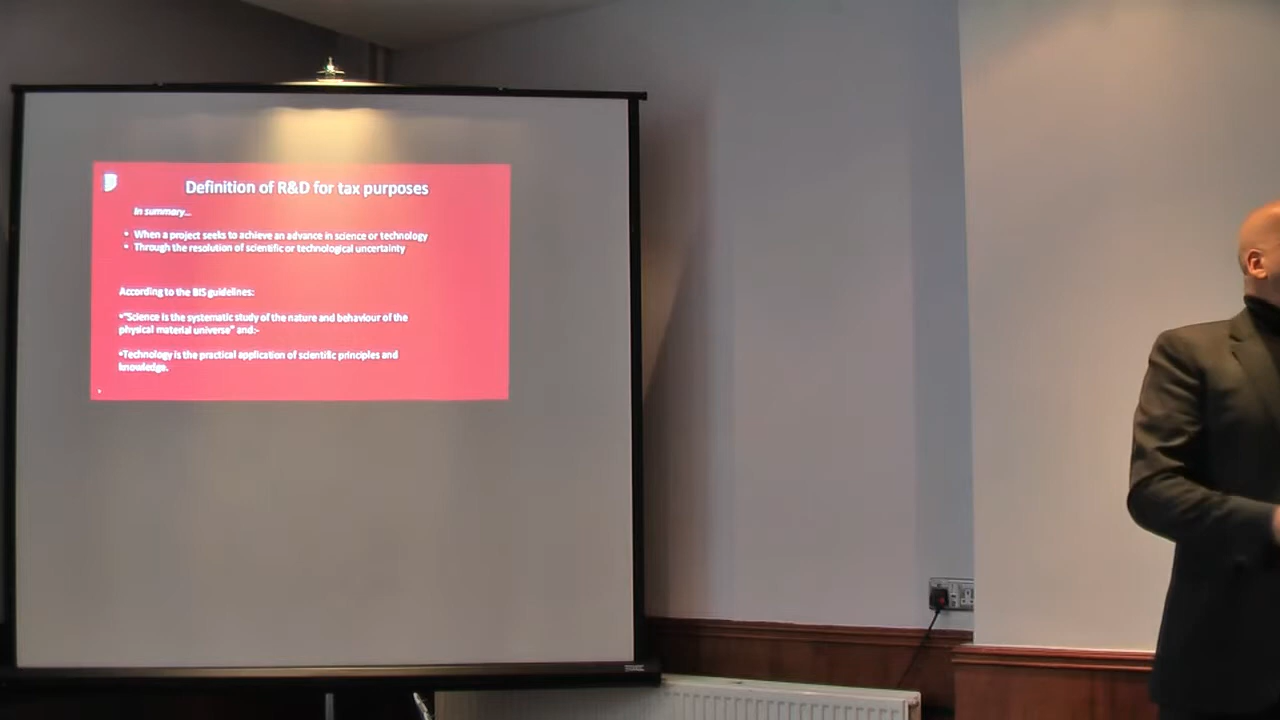 Definition of R&D for tax purposes
In summary...
• When a project seeks to achieve an advance in science or technology
• Through the resolution of scientific or technological uncertainty
According to the BIS guidelines:
•"Science is the systematic study of the nature and behaviour of the
physical material universe" and:-
•Technology is the practical application of scientific principles and
knowledge.